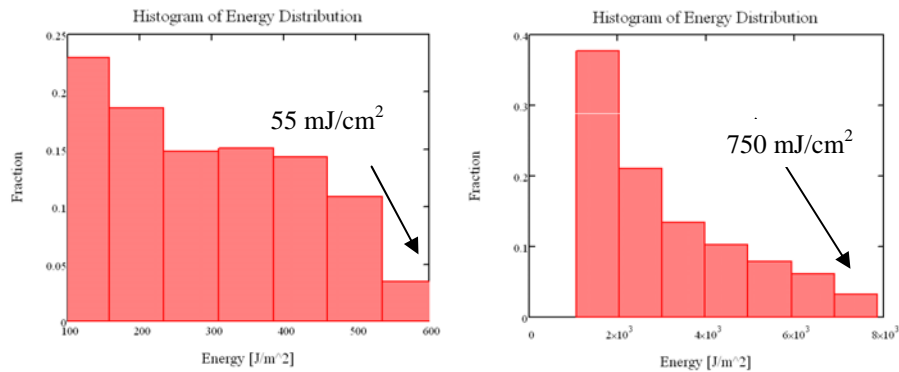 Histogram of Energy Distribution
0.25
0.2
0.15
0.1
0.05
0
Fraction
55 mJ/cm²
100 200 300 400 500 600
Energy [J/m^2]
Histogram of Energy Distribution
0.4
0.3
0.2
0.1
0
Fraction
750 mJ/cm²
0 2×10³ 4×10³ 6×10³ 8×10³
Energy [J/m^2]